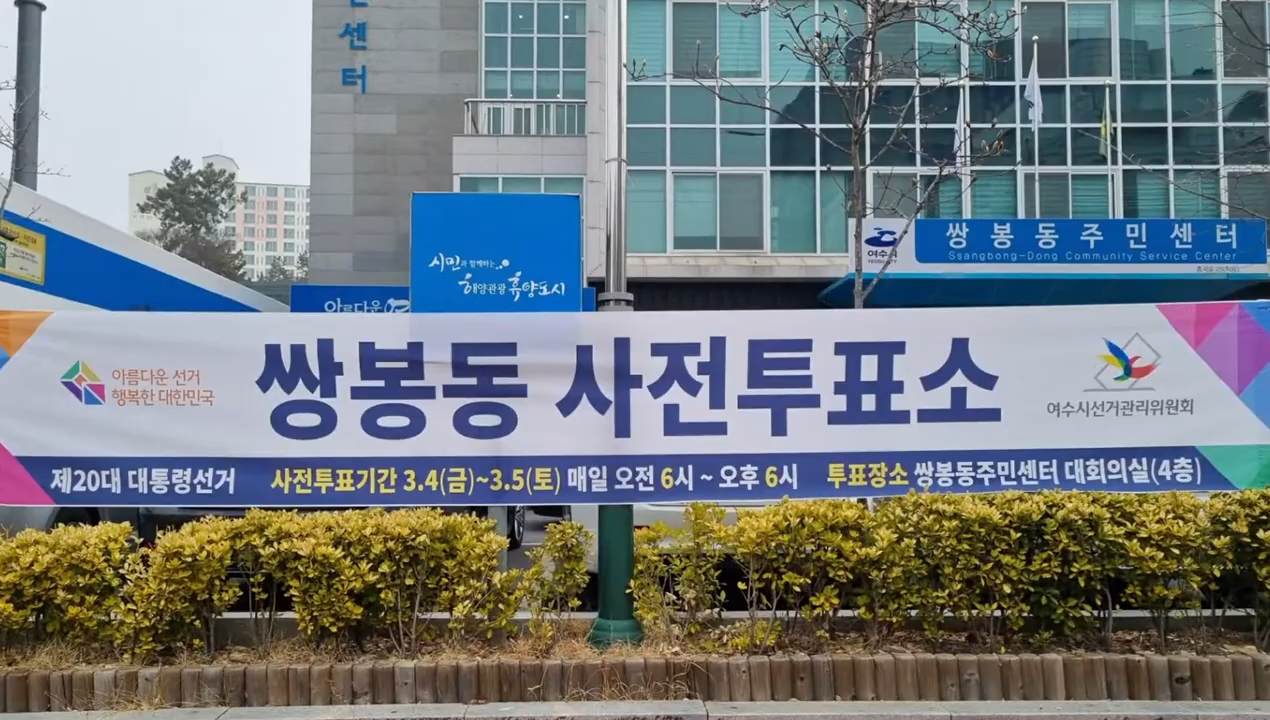 센터
시민과 함께하는
해양관광 휴양도시
아름다운 여
쌍봉동주민센터
여수시
Ssangbong-Dong Community Service Center
아름다운 선거
행복한 대한민국
쌍봉동 사전투표소
여수시선거관리위원회
제20대 대통령선거 사전투표기간 3.4(금)~3.5(토) 매일 오전 6시 ~ 오후 6시 투표장소 쌍봉동주민센터 대회의실(4층)